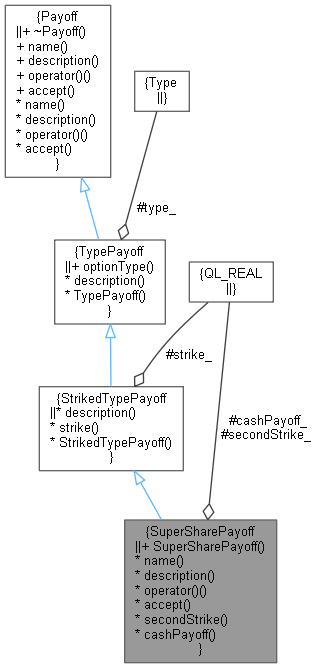 {Payoff
||+ ~Payoff()
+ name()
+ description()
+ operator()()
+ accept()
* name()
* description()
* operator()()
* accept()
}
{Type
||}
#type_
{TypePayoff
||+ optionType()
* description()
* TypePayoff()
}
{QL_REAL
||}
#strike_
{StrikedTypePayoff
||* description()
* strike()
* StrikedTypePayoff()
}
#cashPayoff_
#secondStrike_
{SuperSharePayoff
||+ SuperSharePayoff()
* name()
* description()
* operator()()
* accept()
* secondStrike()
* cashPayoff()
}